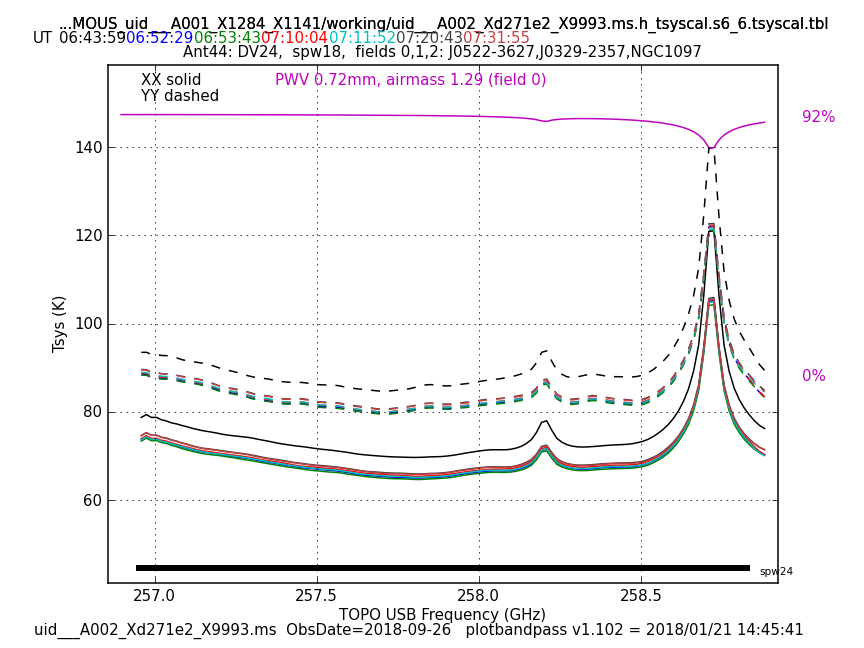 ...MOUS_uid___A001_X1284_X1141/working/uid___A002_Xd271e2_X9993.ms.h_tsyscal.s6_6.tsyscal.tbl
UT 06:43:59 06:52:29 06:53:43 07:10:04 07:11:52 07:20:43 07:31:55
Ant44: DV24, spw18, fields 0,1,2: J0522-3627,J0329-2357,NGC1097
XX solid PWV 0.72mm, airmass 1.29 (field 0)
YY dashed
92%
140
120
100
0%
80
60
Tsys (K)
spw24
257.0 257.5 258.0 258.5
TOPO USB Frequency (GHz)
uid___A002_Xd271e2_X9993.ms ObsDate=2018-09-26 plotbandpass v1.102 = 2018/01/21 14:45:41